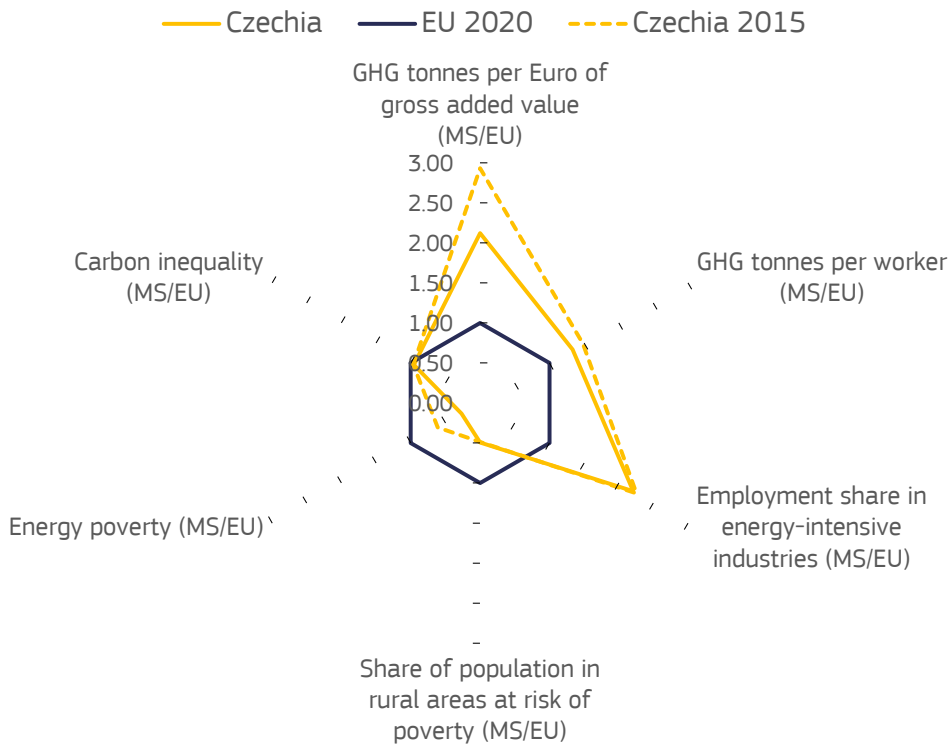 Czechia EU 2020 Czechia 2015
GHG tonnes per Euro of
gross added value
(MS/EU)
3.00
2.50
2.00
1.50
1.00
0.50
0.00
GHG tonnes per worker
(MS/EU)
Employment share in
energy-intensive
industries (MS/EU)
Share of population in
rural areas at risk of
poverty (MS/EU)
Energy poverty (MS/EU)
Carbon inequality
(MS/EU)